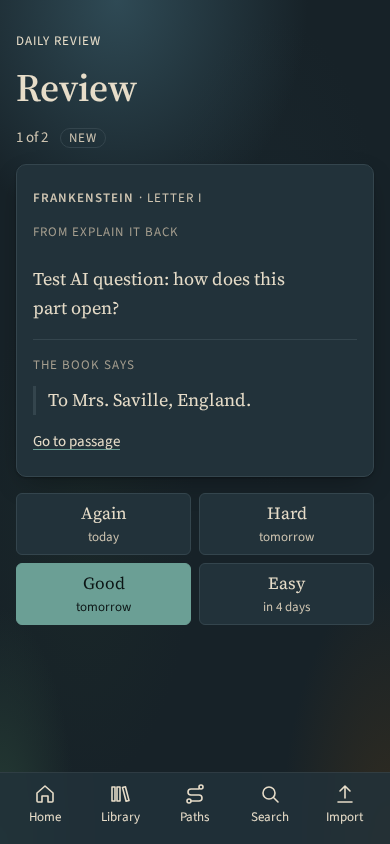 DAILY REVIEW
Review
1 of 2 NEW
FRANKENSTEIN · LETTER I
FROM EXPLAIN IT BACK
Test AI question: how does this
part open?
THE BOOK SAYS
To Mrs. Saville, England.
Go to passage
Again
today
Hard
tomorrow
Good
tomorrow
Easy
in 4 days
Home
Library
Paths
Search
Import